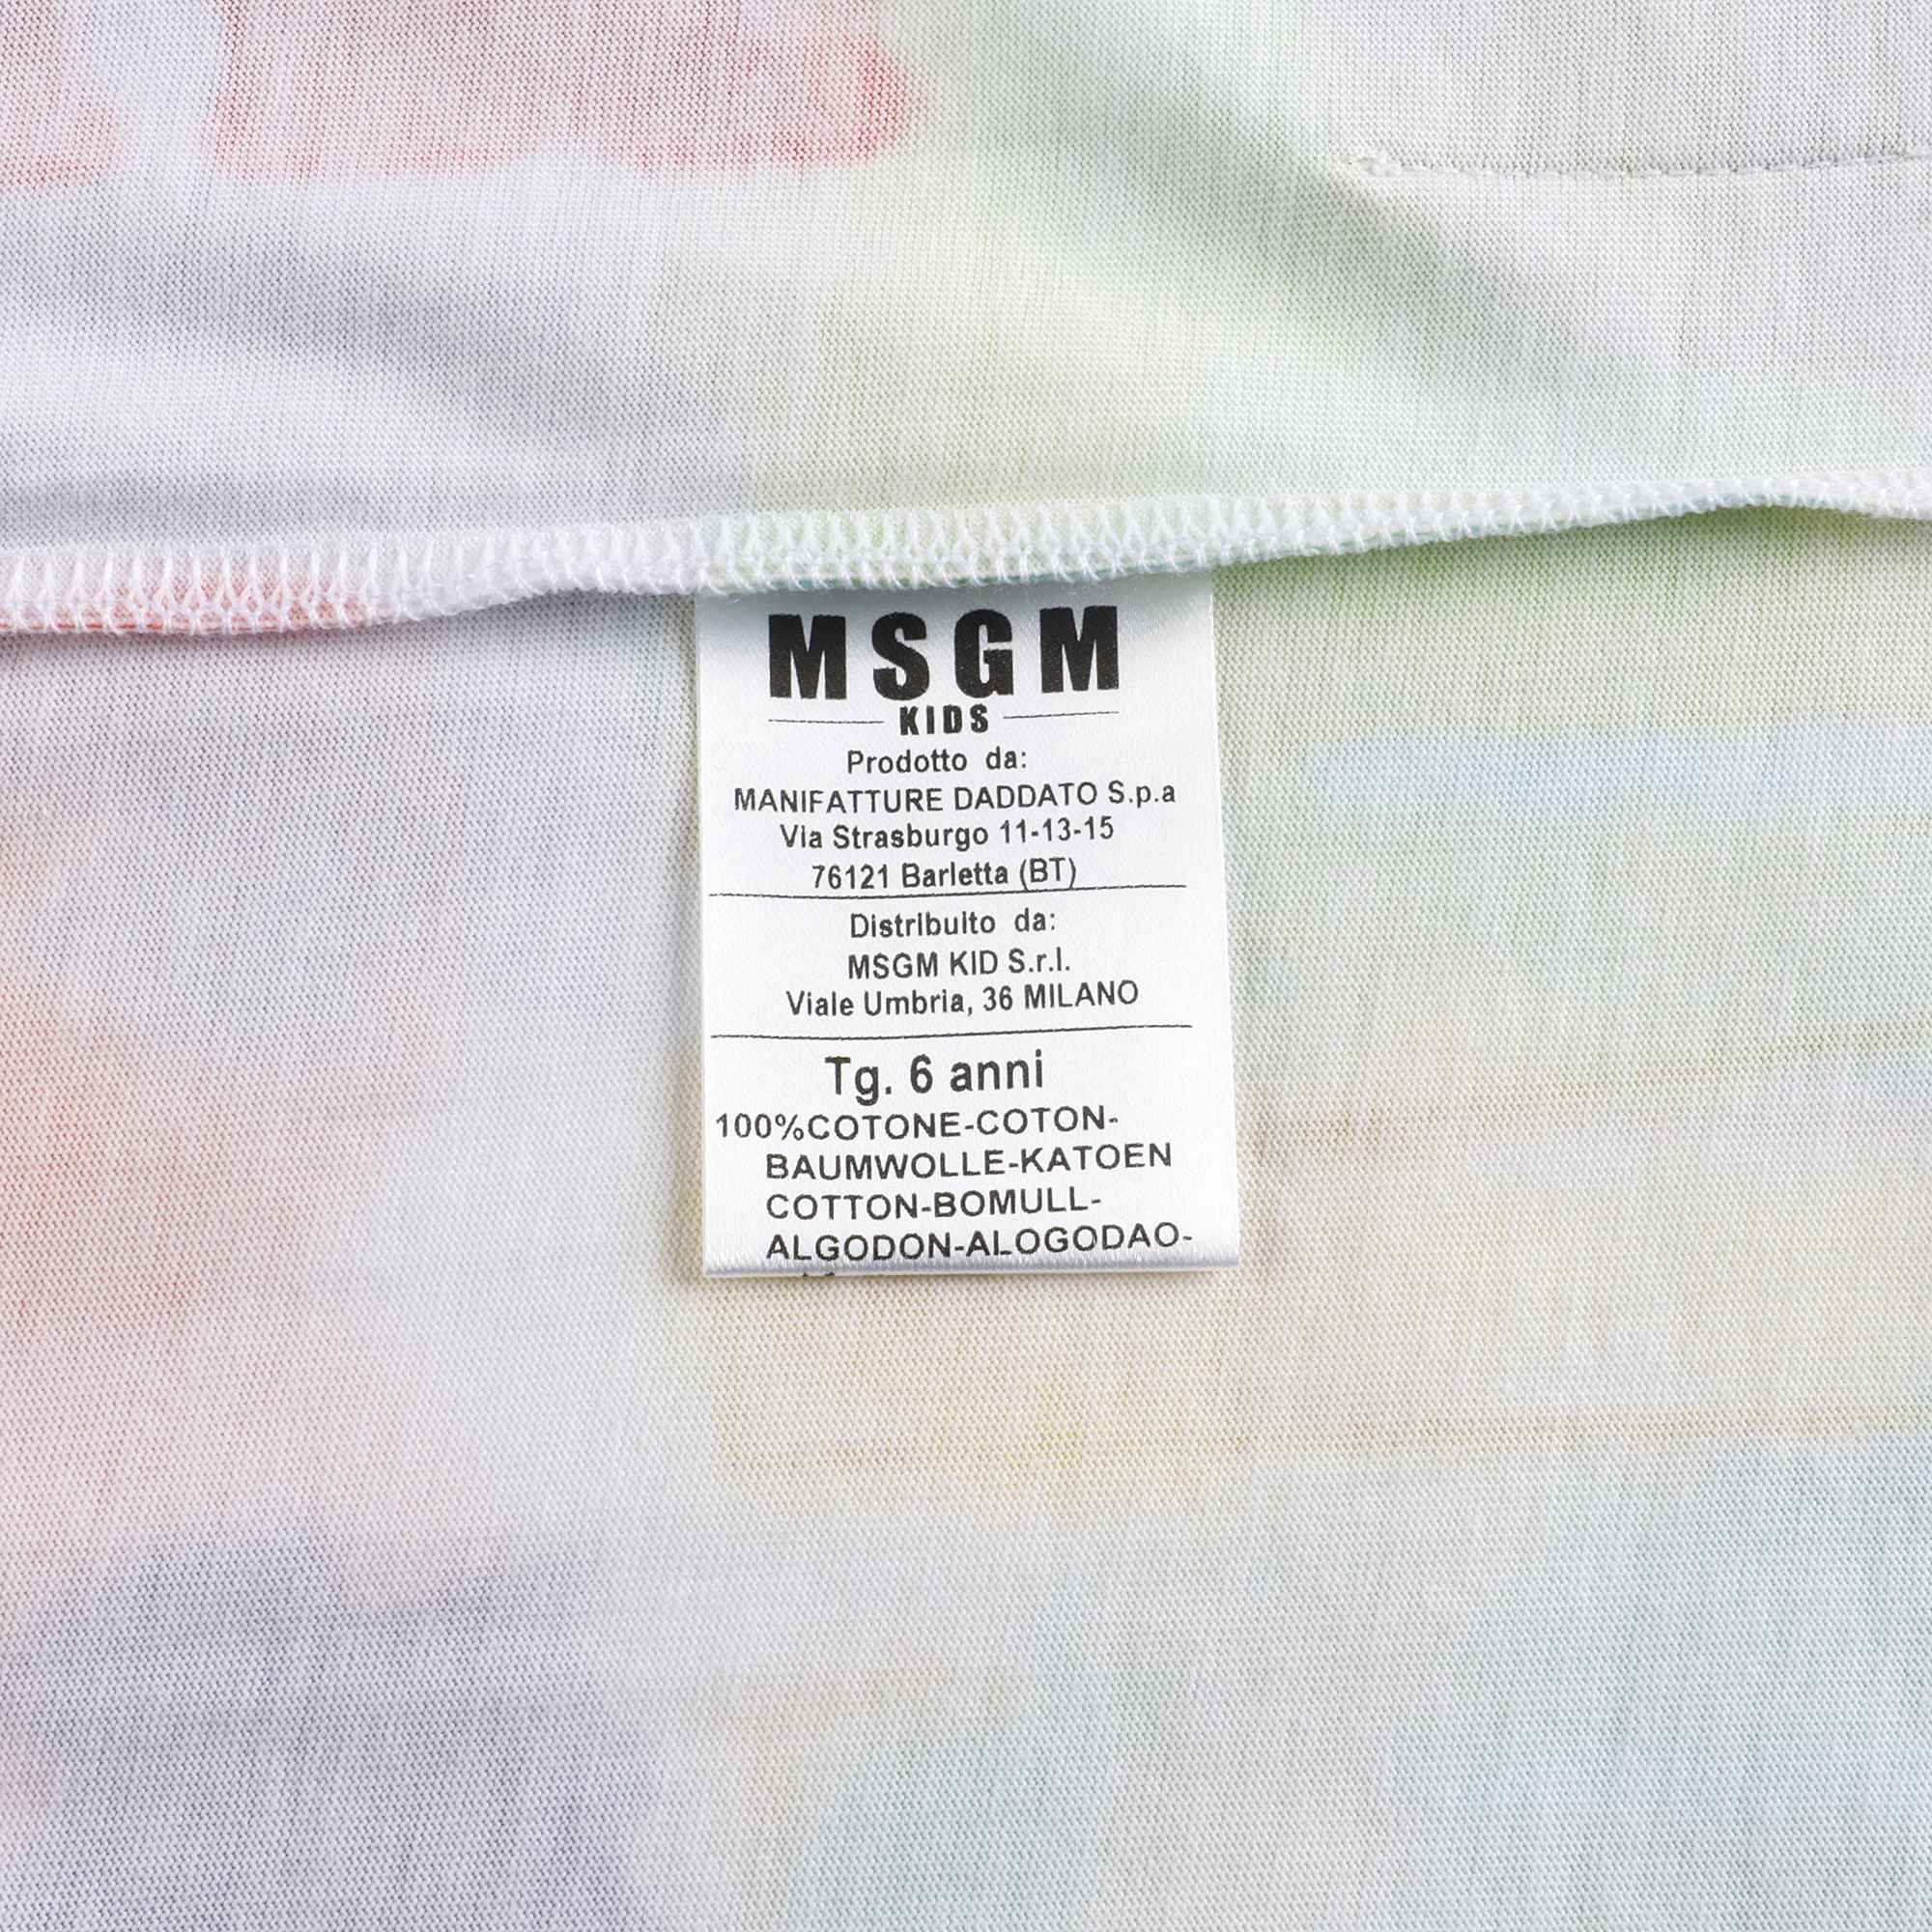 MSGM
KIDS
Prodotto da:
MANIFATTURE DADDATO S.p.a
Via Strasburgo 11-13-15
76121 Barletta (BT)
Distribuito da:
MSGM KID S.r.l.
Viale Umbria, 36 MILANO
Tg. 6 anni
100%COTONE-COTON-
BAUMWOLLE-KATOEN
COTTON-BOMULL-
ALGODON-ALOGODAO-